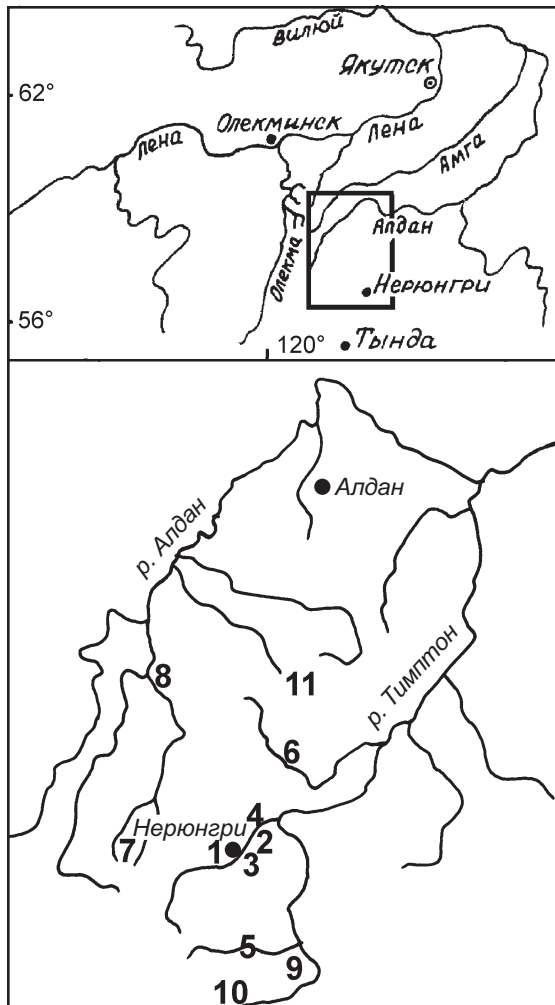 Вилюй
Якутск
62°
Олекминск
Лена
Лена
Амга
Алдан
Олекма
Нерюнгри
56°
120°
Тында
Алдан
р. Алдан
р. Тимптон
8
11
6
4
Нерюнгри
7
1
2
3
5
9
10